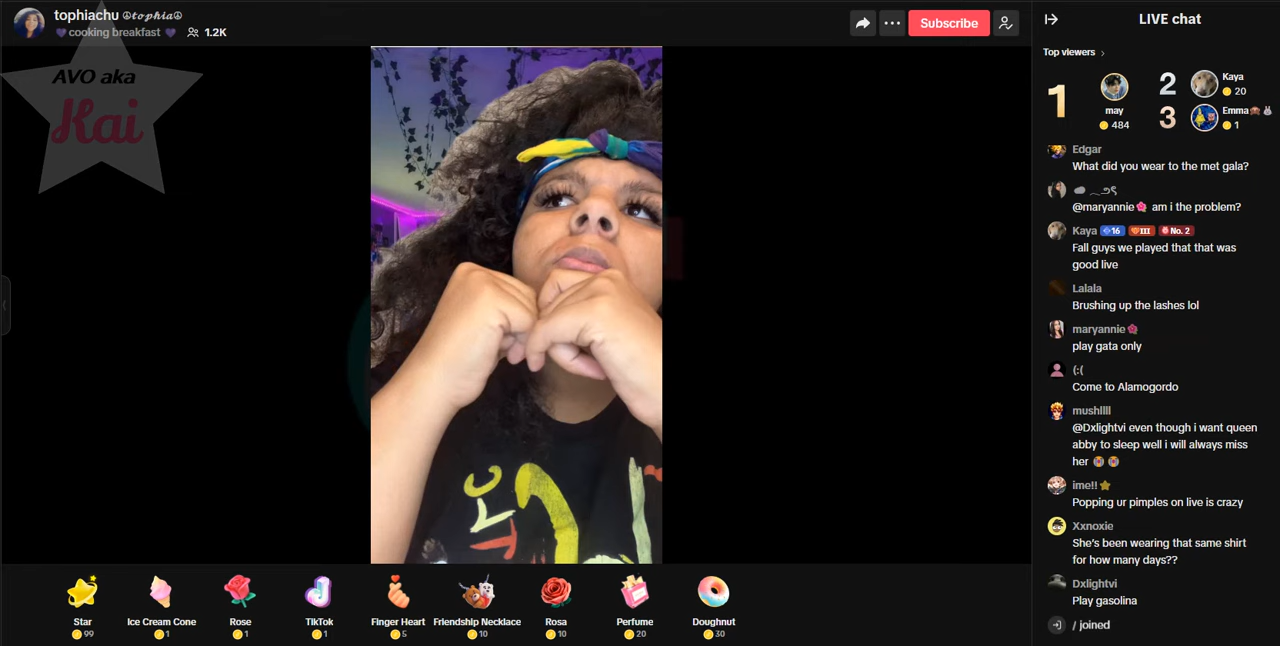 tophiachu ☮𝓽𝓸𝓹𝓱𝓲𝓪☮
💜cooking breakfast 💜 1.2K
Subscribe
AVO aka
Kai
LIVE chat
Top viewers >
1
may
484
2
Kaya
20
3
Emma
1
Edgar
What did you wear to the met gala?
@maryannie🌺 am i the problem?
Kaya 16 III No. 2
Fall guys we played that that was
good live
Lalala
Brushing up the lashes lol
maryannie🌺
play gata only
(:(
Come to Alamogordo
mushllll
@Dxlightvi even though i want queen
abby to sleep well i will always miss
her 😭 😭
ime!!⭐
Popping ur pimples on live is crazy
Xxnoxie
She's been wearing that same shirt
for how many days??
Dxlightvi
Play gasolina
/ joined
Star Ice Cream Cone Rose TikTok Finger Heart Friendship Necklace Rosa Perfume Doughnut
99 1 1 1 5 10 10 20 30